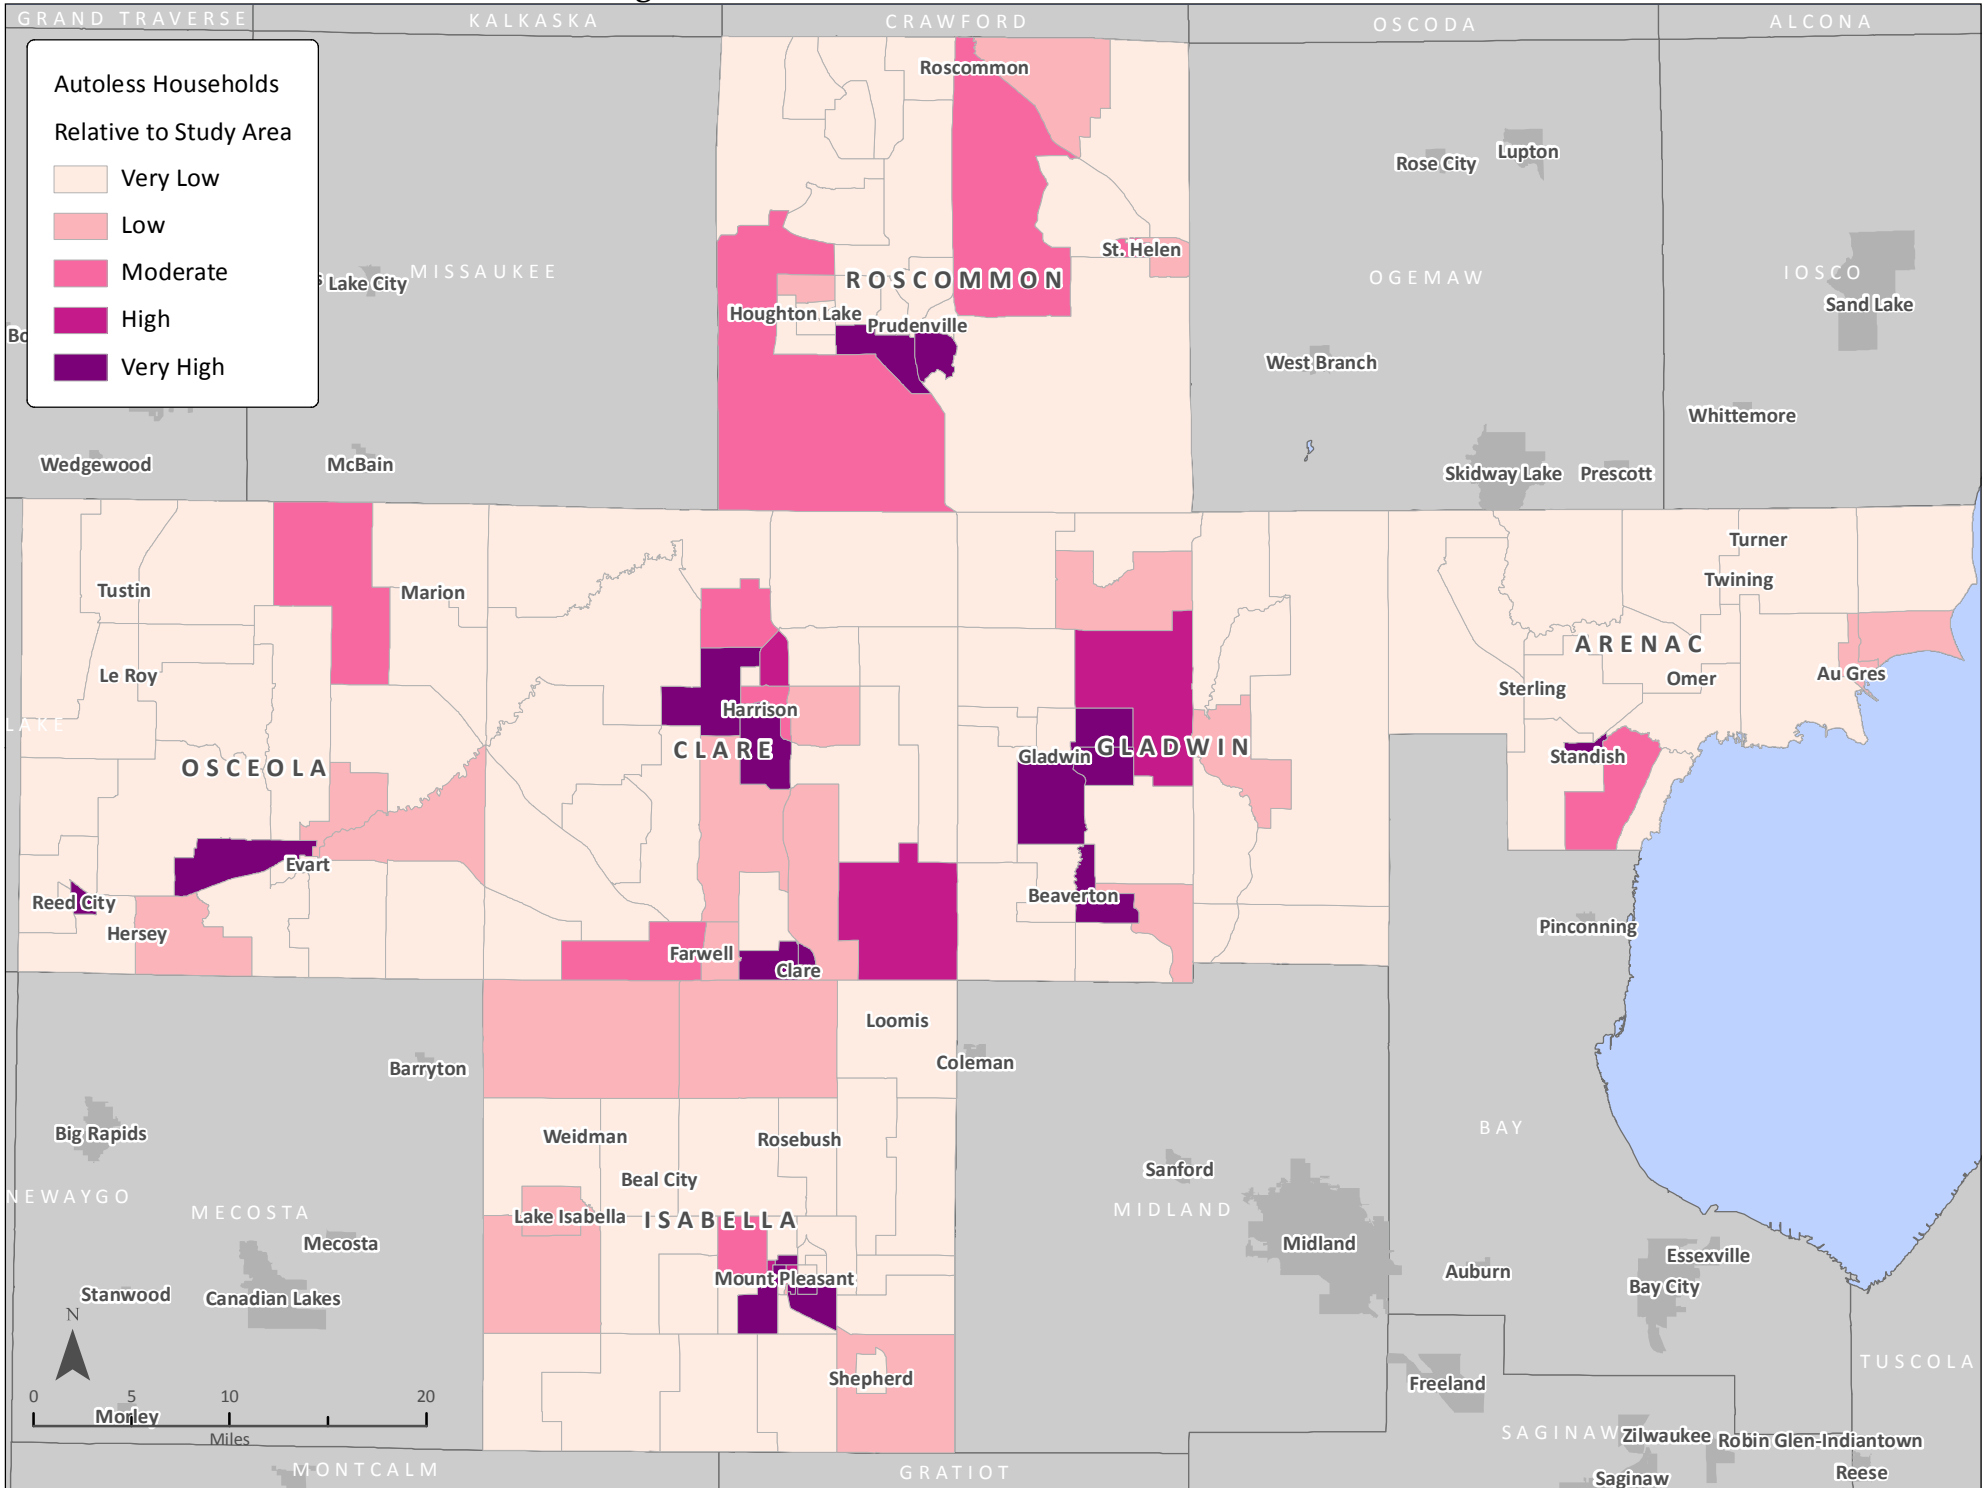 GRAND TRAVERSE
KALKASKA
CRAWFORD
OSCODA
ALCONA
Autoless Households
Relative to Study Area
Very Low
Low
Moderate
High
Very High
Roscommon
Rose City
Lupton
St. Helen
Lake City
MISSAUKEE
ROSCOMMON
OGEMAW
IOSCO
Sand Lake
Houghton Lake
Prudenville
Bo
West Branch
Whittemore
Wedgewood
McBain
Skidway Lake
Prescott
Turner
Twining
Tustin
Marion
ARENAC
Le Roy
Au Gres
Omer
Sterling
LAKE
Harrison
CLARE
GLADWIN
Gladwin
Standish
OSCEOLA
Evart
Reed City
Beaverton
Hersey
Pinconning
Farwell
Clare
Loomis
Coleman
Barryton
Big Rapids
Weidman
Rosebush
BAY
Beal City
Sanford
NEWAYGO
MECOSTA
Lake Isabella
ISABELLA
MIDLAND
Mecosta
Midland
Essexville
Mount Pleasant
Auburn
Bay City
Stanwood
Canadian Lakes
N
TUSCOLA
Shepherd
Freeland
0 5 10 20
Morley
Miles
SAGINAW
Zilwaukee
Robin Glen-Indiantown
MONTCALM
GRATIOT
Reese
Saginaw